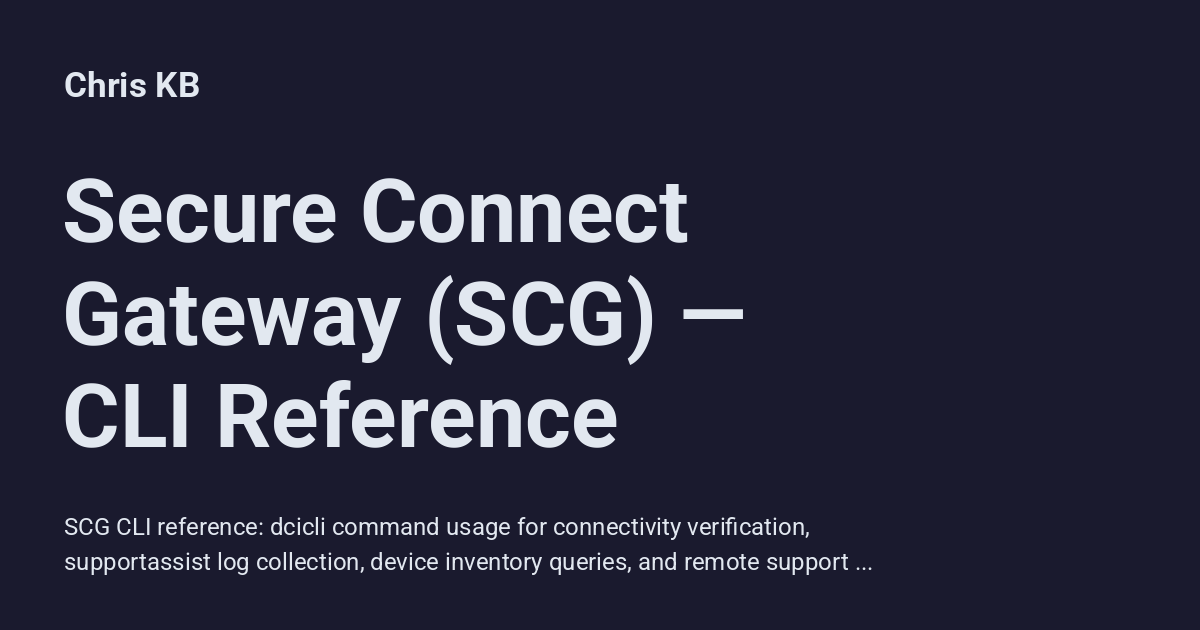 Chris KB
Secure Connect
Gateway (SCG) —
CLI Reference
SCG CLI reference: dcicli command usage for connectivity verification,
supportassist log collection, device inventory queries, and remote support ...